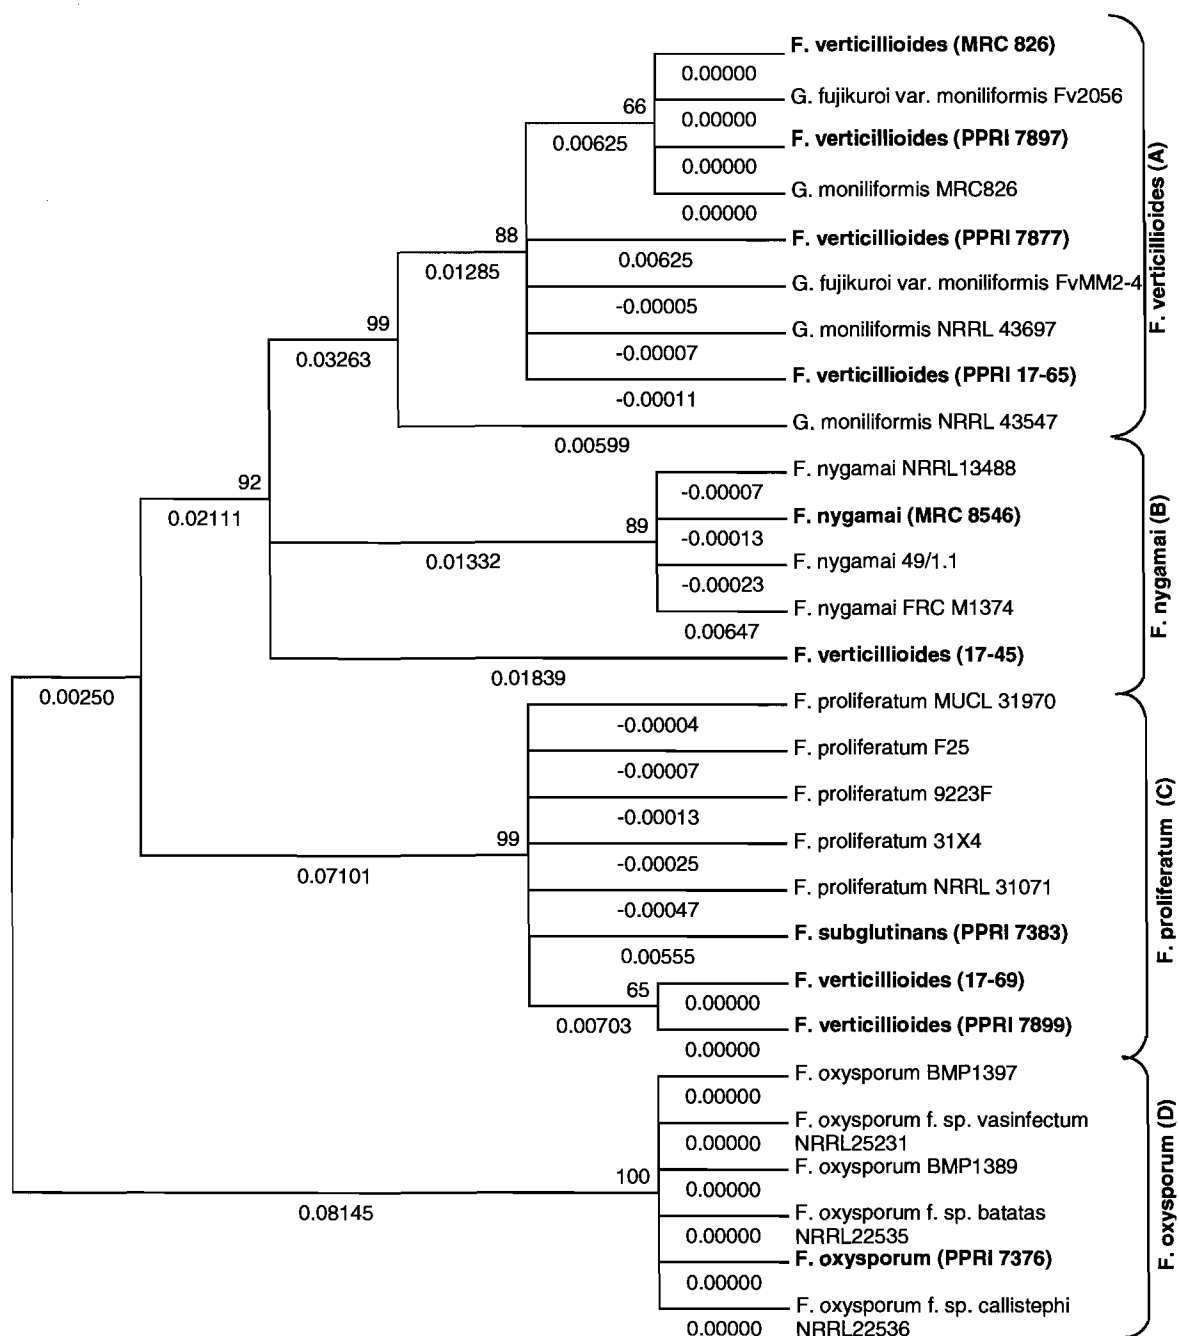 F. verticillioides (MRC 826)
0.00000
G. fujikuroi var. moniliformis Fv2056
66
0.00000
F. verticillioides (PPRI 7897)
0.00625
0.00000
G. moniliformis MRC826
0.00000
88
F. verticillioides (PPRI 7877)
0.01285
0.00625
G. fujikuroi var. moniliformis FvMM2-4
-0.00005
99
G. moniliformis NRRL 43697
0.03263
-0.00007
F. verticillioides (PPRI 17-65)
-0.00011
G. moniliformis NRRL 43547
0.00599
F. verticillioides (A)
F. nygamai NRRL13488
92
-0.00007
0.02111
F. nygamai (MRC 8546)
89
-0.00013
0.01332
F. nygamai 49/1.1
-0.00023
F. nygamai FRC M1374
0.00647
F. verticillioides (17-45)
0.01839
F. nygamai (B)
0.00250
F. proliferatum MUCL 31970
-0.00004
F. proliferatum F25
-0.00007
F. proliferatum 9223F
-0.00013
99
F. proliferatum 31X4
0.07101
-0.00025
F. proliferatum NRRL 31071
-0.00047
F. subglutinans (PPRI 7383)
0.00555
F. verticillioides (17-69)
65
0.00000
0.00703
F. verticillioides (PPRI 7899)
0.00000
F. proliferatum (C)
F. oxysporum BMP1397
0.00000
F. oxysporum f. sp. vasinfectum
NRRL25231
0.00000
F. oxysporum BMP1389
100
0.00000
0.08145
F. oxysporum f. sp. batatas
NRRL22535
0.00000
F. oxysporum (PPRI 7376)
0.00000
F. oxysporum f. sp. callistephi
NRRL22536
0.00000
F. oxysporum (D)